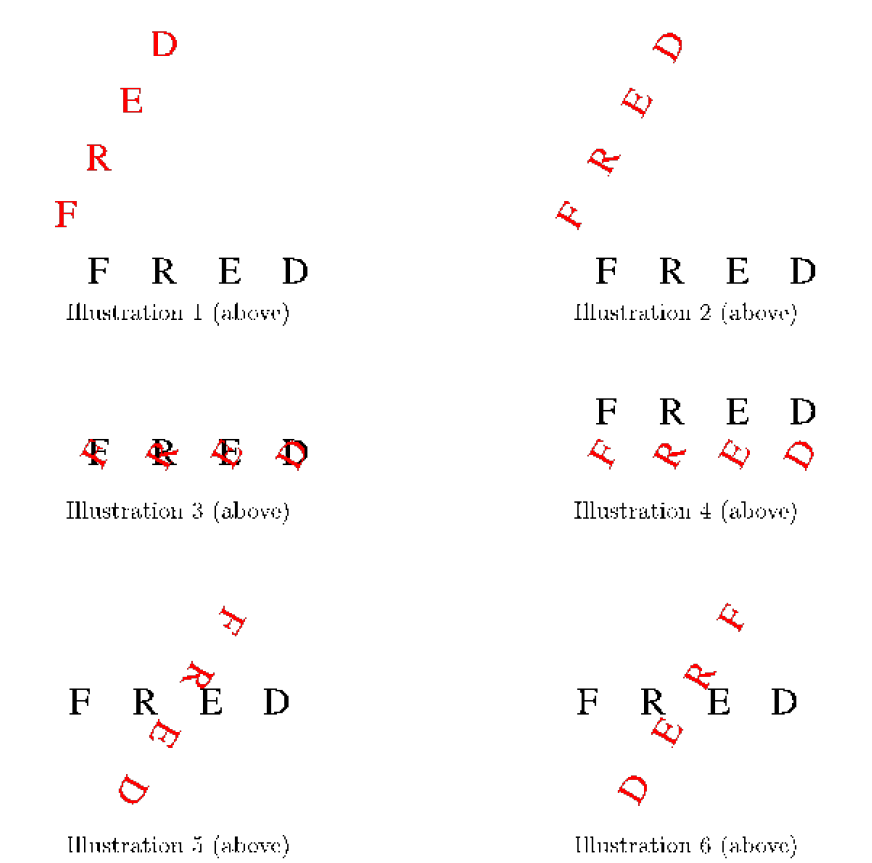 F R E D
F R E D
Illustration 1 (above)
F R E D
F R E D
Illustration 2 (above)
F R E D
F R E D
Illustration 3 (above)
F R E D
F R E D
Illustration 4 (above)
F R E D
F R E D
Illustration 5 (above)
F R E D
F R E D
Illustration 6 (above)